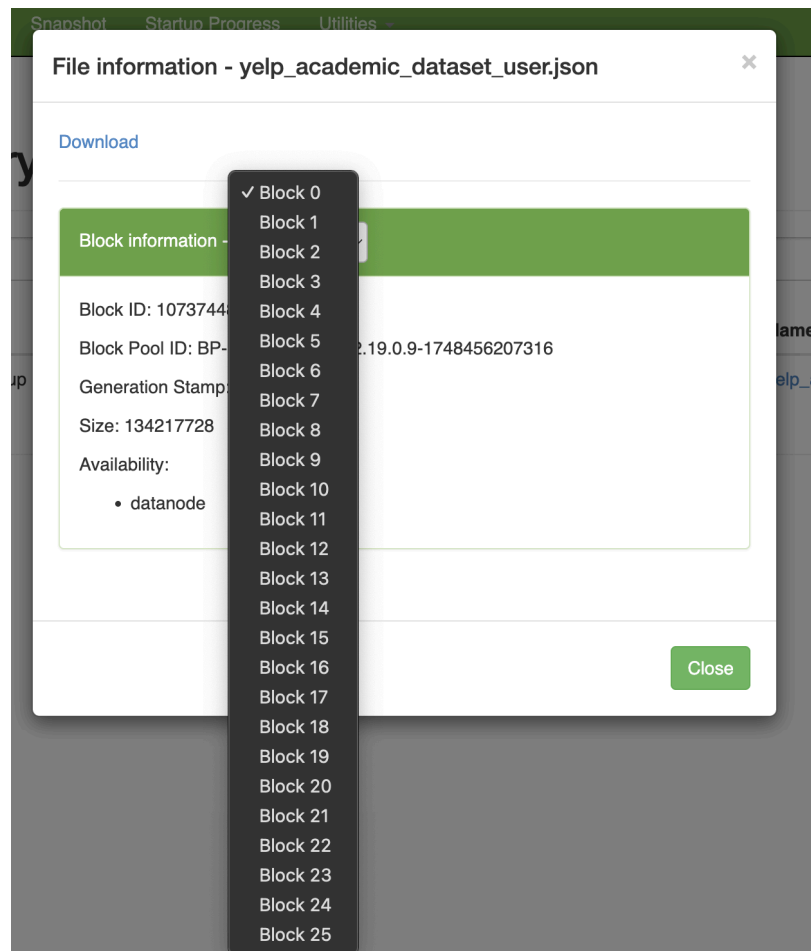 Snapshot Startup Progress Utilities
File information - yelp_academic_dataset_user.json
×
Download
✓ Block 0
Block 1
Block 2
Block 3
Block 4
Block 5
Block 6
Block 7
Block 8
Block 9
Block 10
Block 11
Block 12
Block 13
Block 14
Block 15
Block 16
Block 17
Block 18
Block 19
Block 20
Block 21
Block 22
Block 23
Block 24
Block 25
Block information -
Block ID: 10737448
Block Pool ID: BP- 2.19.0.9-1748456207316
Generation Stamp:
Size: 134217728
Availability:
• datanode
Close